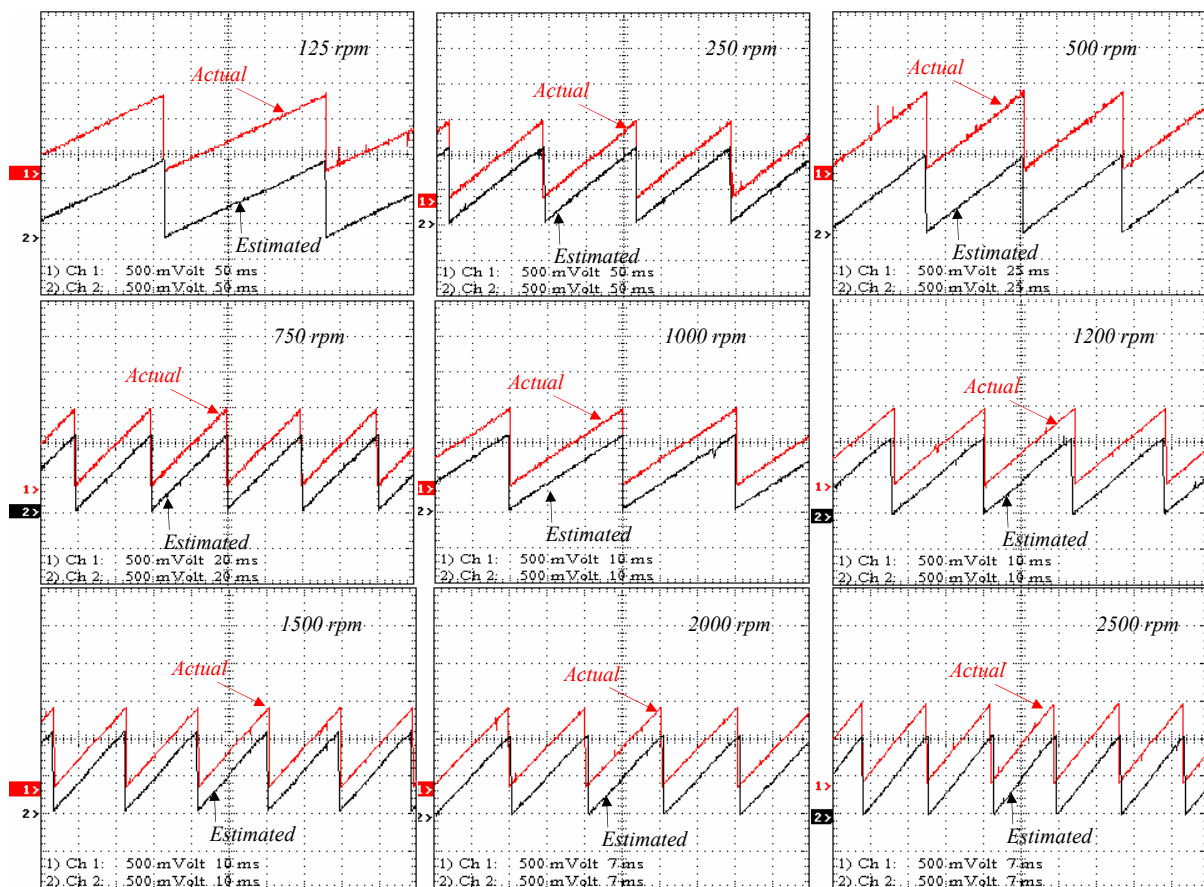 125 rpm
Actual
1
2
Estimated
1) Ch 1: 500 mVolt 50 ms
2) Ch 2: 500 mVolt 50 ms
250 rpm
Actual
1
2
Estimated
1) Ch 1: 500 mVolt 50 ms
2) Ch 2: 500 mVolt 50 ms
500 rpm
Actual
1
2
Estimated
1) Ch 1: 500 mVolt 25 ms
2) Ch 2: 500 mVolt 25 ms
750 rpm
Actual
1
2
Estimated
1) Ch 1: 500 mVolt 20 ms
2) Ch 2: 500 mVolt 20 ms
1000 rpm
Actual
1
2
Estimated
1) Ch 1: 500 mVolt 10 ms
2) Ch 2: 500 mVolt 10 ms
1200 rpm
Actual
1
2
Estimated
1) Ch 1: 500 mVolt 10 ms
2) Ch 2: 500 mVolt 10 ms
1500 rpm
Actual
1
2
Estimated
1) Ch 1: 500 mVolt 10 ms
2) Ch 2: 500 mVolt 10 ms
2000 rpm
Actual
1
2
Estimated
1) Ch 1: 500 mVolt 7 ms
2) Ch 2: 500 mVolt 7 ms
2500 rpm
Actual
1
2
Estimated
1) Ch 1: 500 mVolt 7 ms
2) Ch 2: 500 mVolt 7 ms